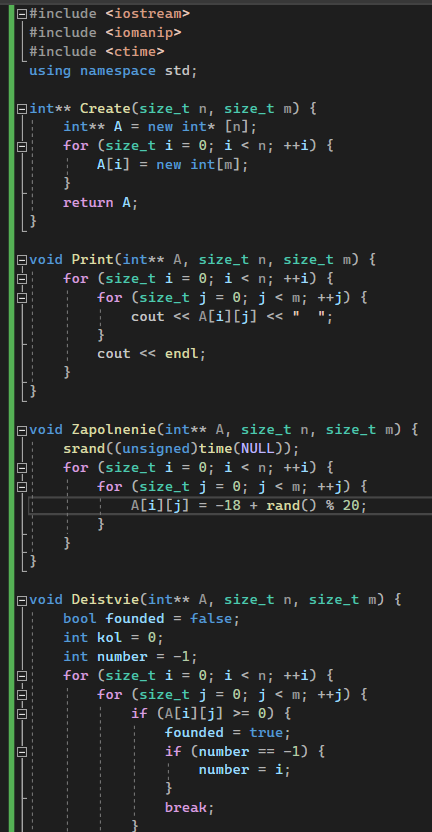 #include <iostream>
#include <iomanip>
#include <ctime>
using namespace std;
int** Create(size_t n, size_t m) {
int** A = new int* [n];
for (size_t i = 0; i < n; ++i) {
A[i] = new int[m];
}
return A;
}
void Print(int** A, size_t n, size_t m) {
for (size_t i = 0; i < n; ++i) {
for (size_t j = 0; j < m; ++j) {
cout << A[i][j] << "  ";
}
cout << endl;
}
}
void Zapolnenie(int** A, size_t n, size_t m) {
srand((unsigned)time(NULL));
for (size_t i = 0; i < n; ++i) {
for (size_t j = 0; j < m; ++j) {
A[i][j] = -18 + rand() % 20;
}
}
}
void Deistvie(int** A, size_t n, size_t m) {
bool founded = false;
int kol = 0;
int number = -1;
for (size_t i = 0; i < n; ++i) {
for (size_t j = 0; j < m; ++j) {
if (A[i][j] >= 0) {
founded = true;
if (number == -1) {
number = i;
}
break;
}